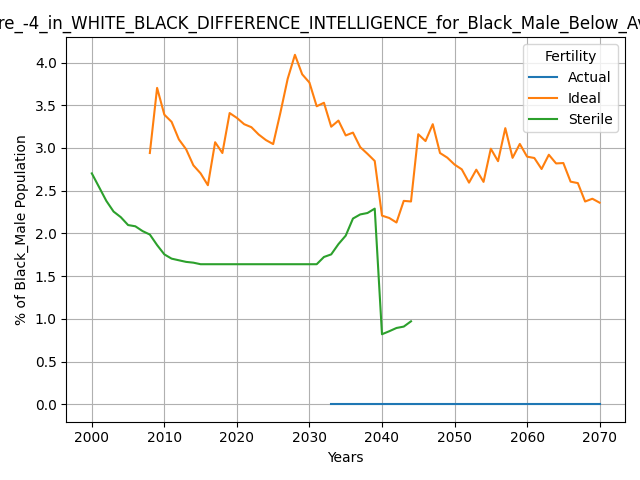 re_-4_in_WHITE_BLACK_DIFFERENCE_INTELLIGENCE_for_Black_Male_Below_Av
Fertility
Actual
Ideal
Sterile
% of Black_Male Population
4.0
3.5
3.0
2.5
2.0
1.5
1.0
0.5
0.0
2000 2010 2020 2030 2040 2050 2060 2070
Years